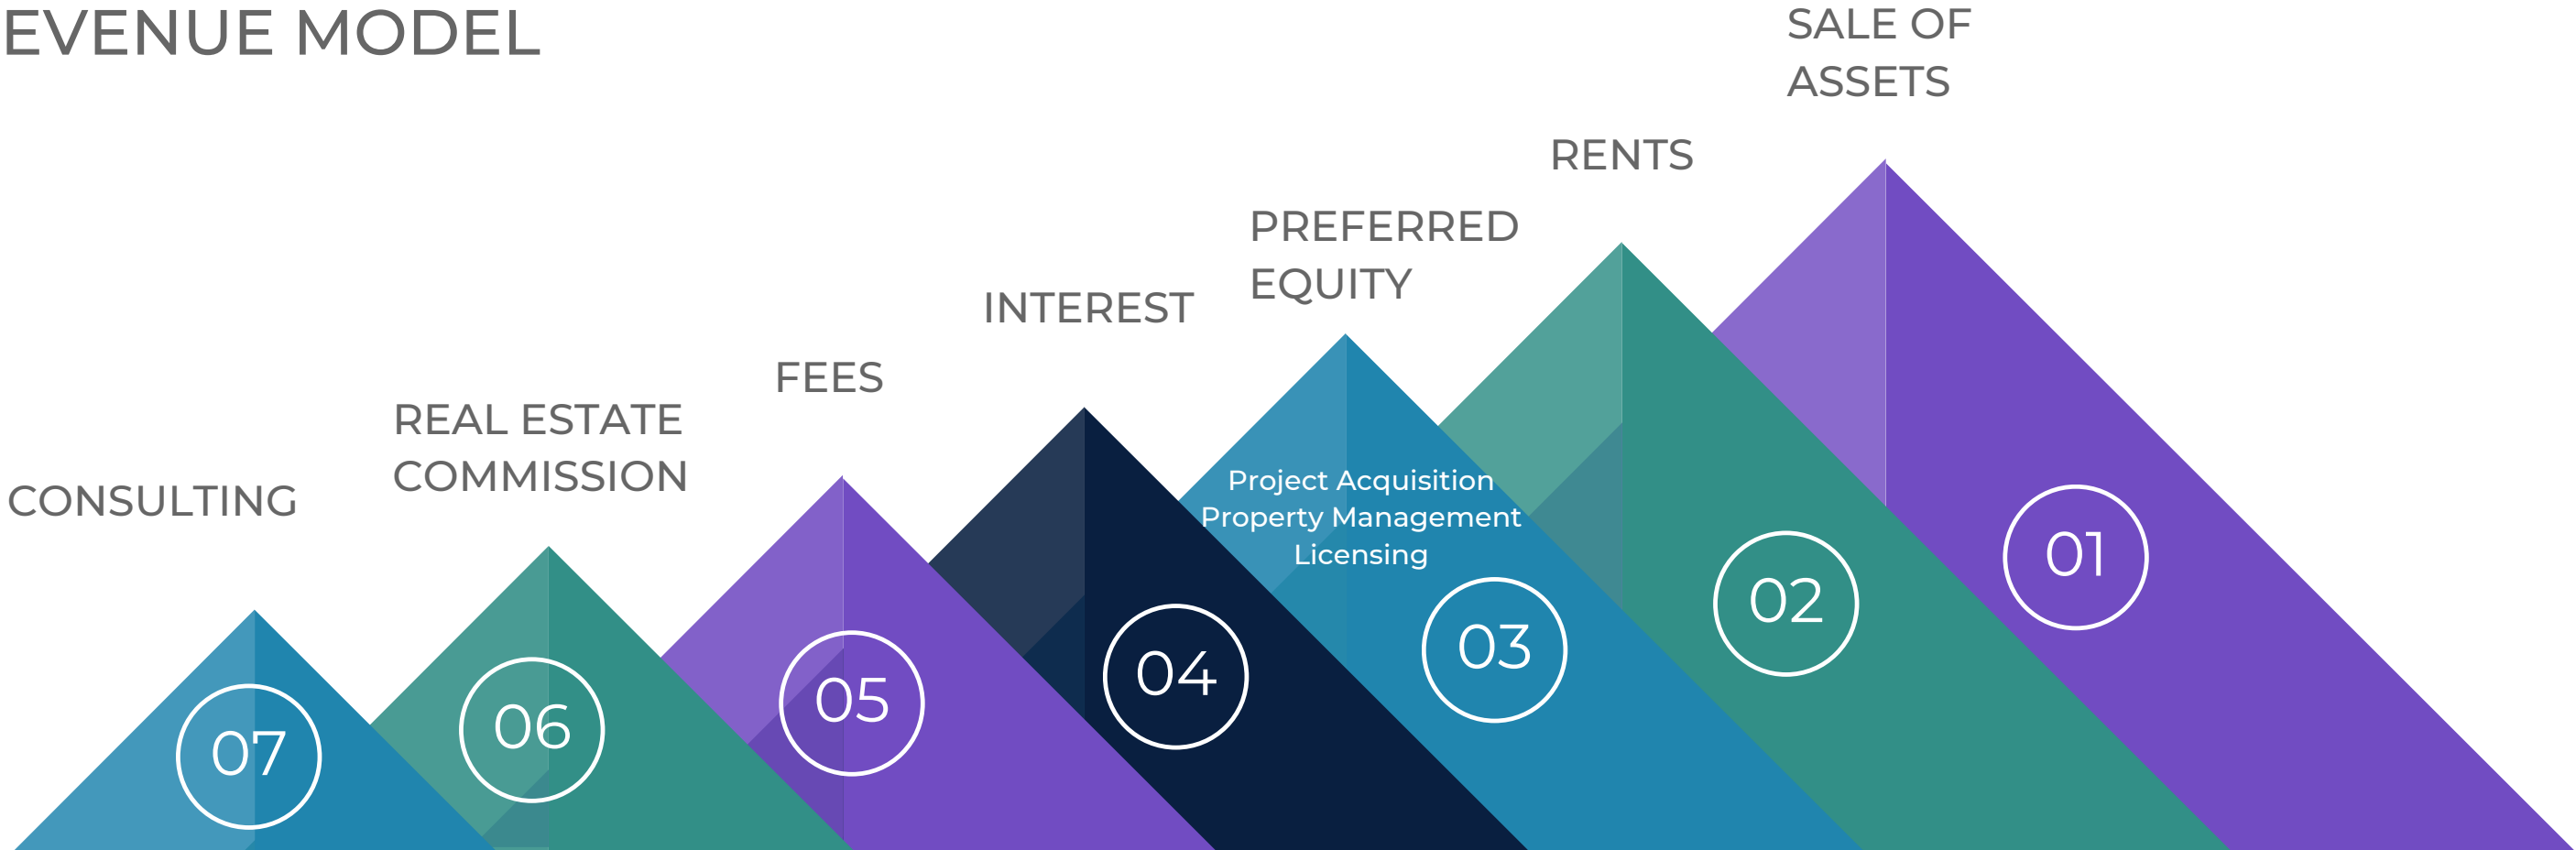 EVENUE MODEL
SALE OF
ASSETS
RENTS
PREFERRED
EQUITY
INTEREST
FEES
REAL ESTATE
COMMISSION
CONSULTING
Project Acquisition
Property Management
Licensing
01
02
03
04
05
06
07